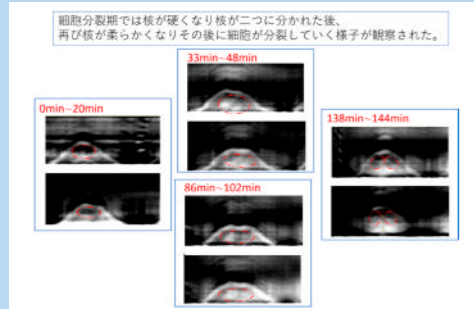 細胞分裂期では核が硬くなり核が二つに分かれた後、
再び核が柔らかくなりその後に細胞が分裂していく様子が観察された。
33min~48min
0min~20min
138min~144min
86min~102min